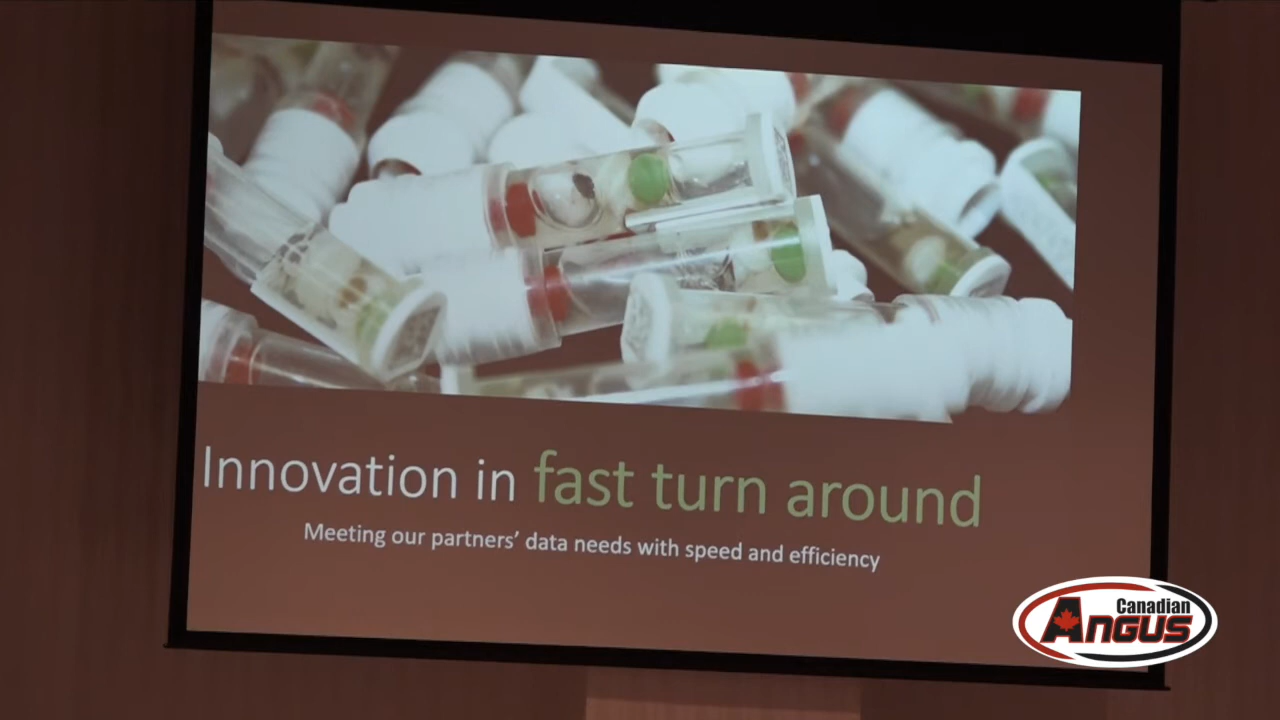 Innovation in fast turn around
Meeting our partners' data needs with speed and efficiency
Canadian
Angus